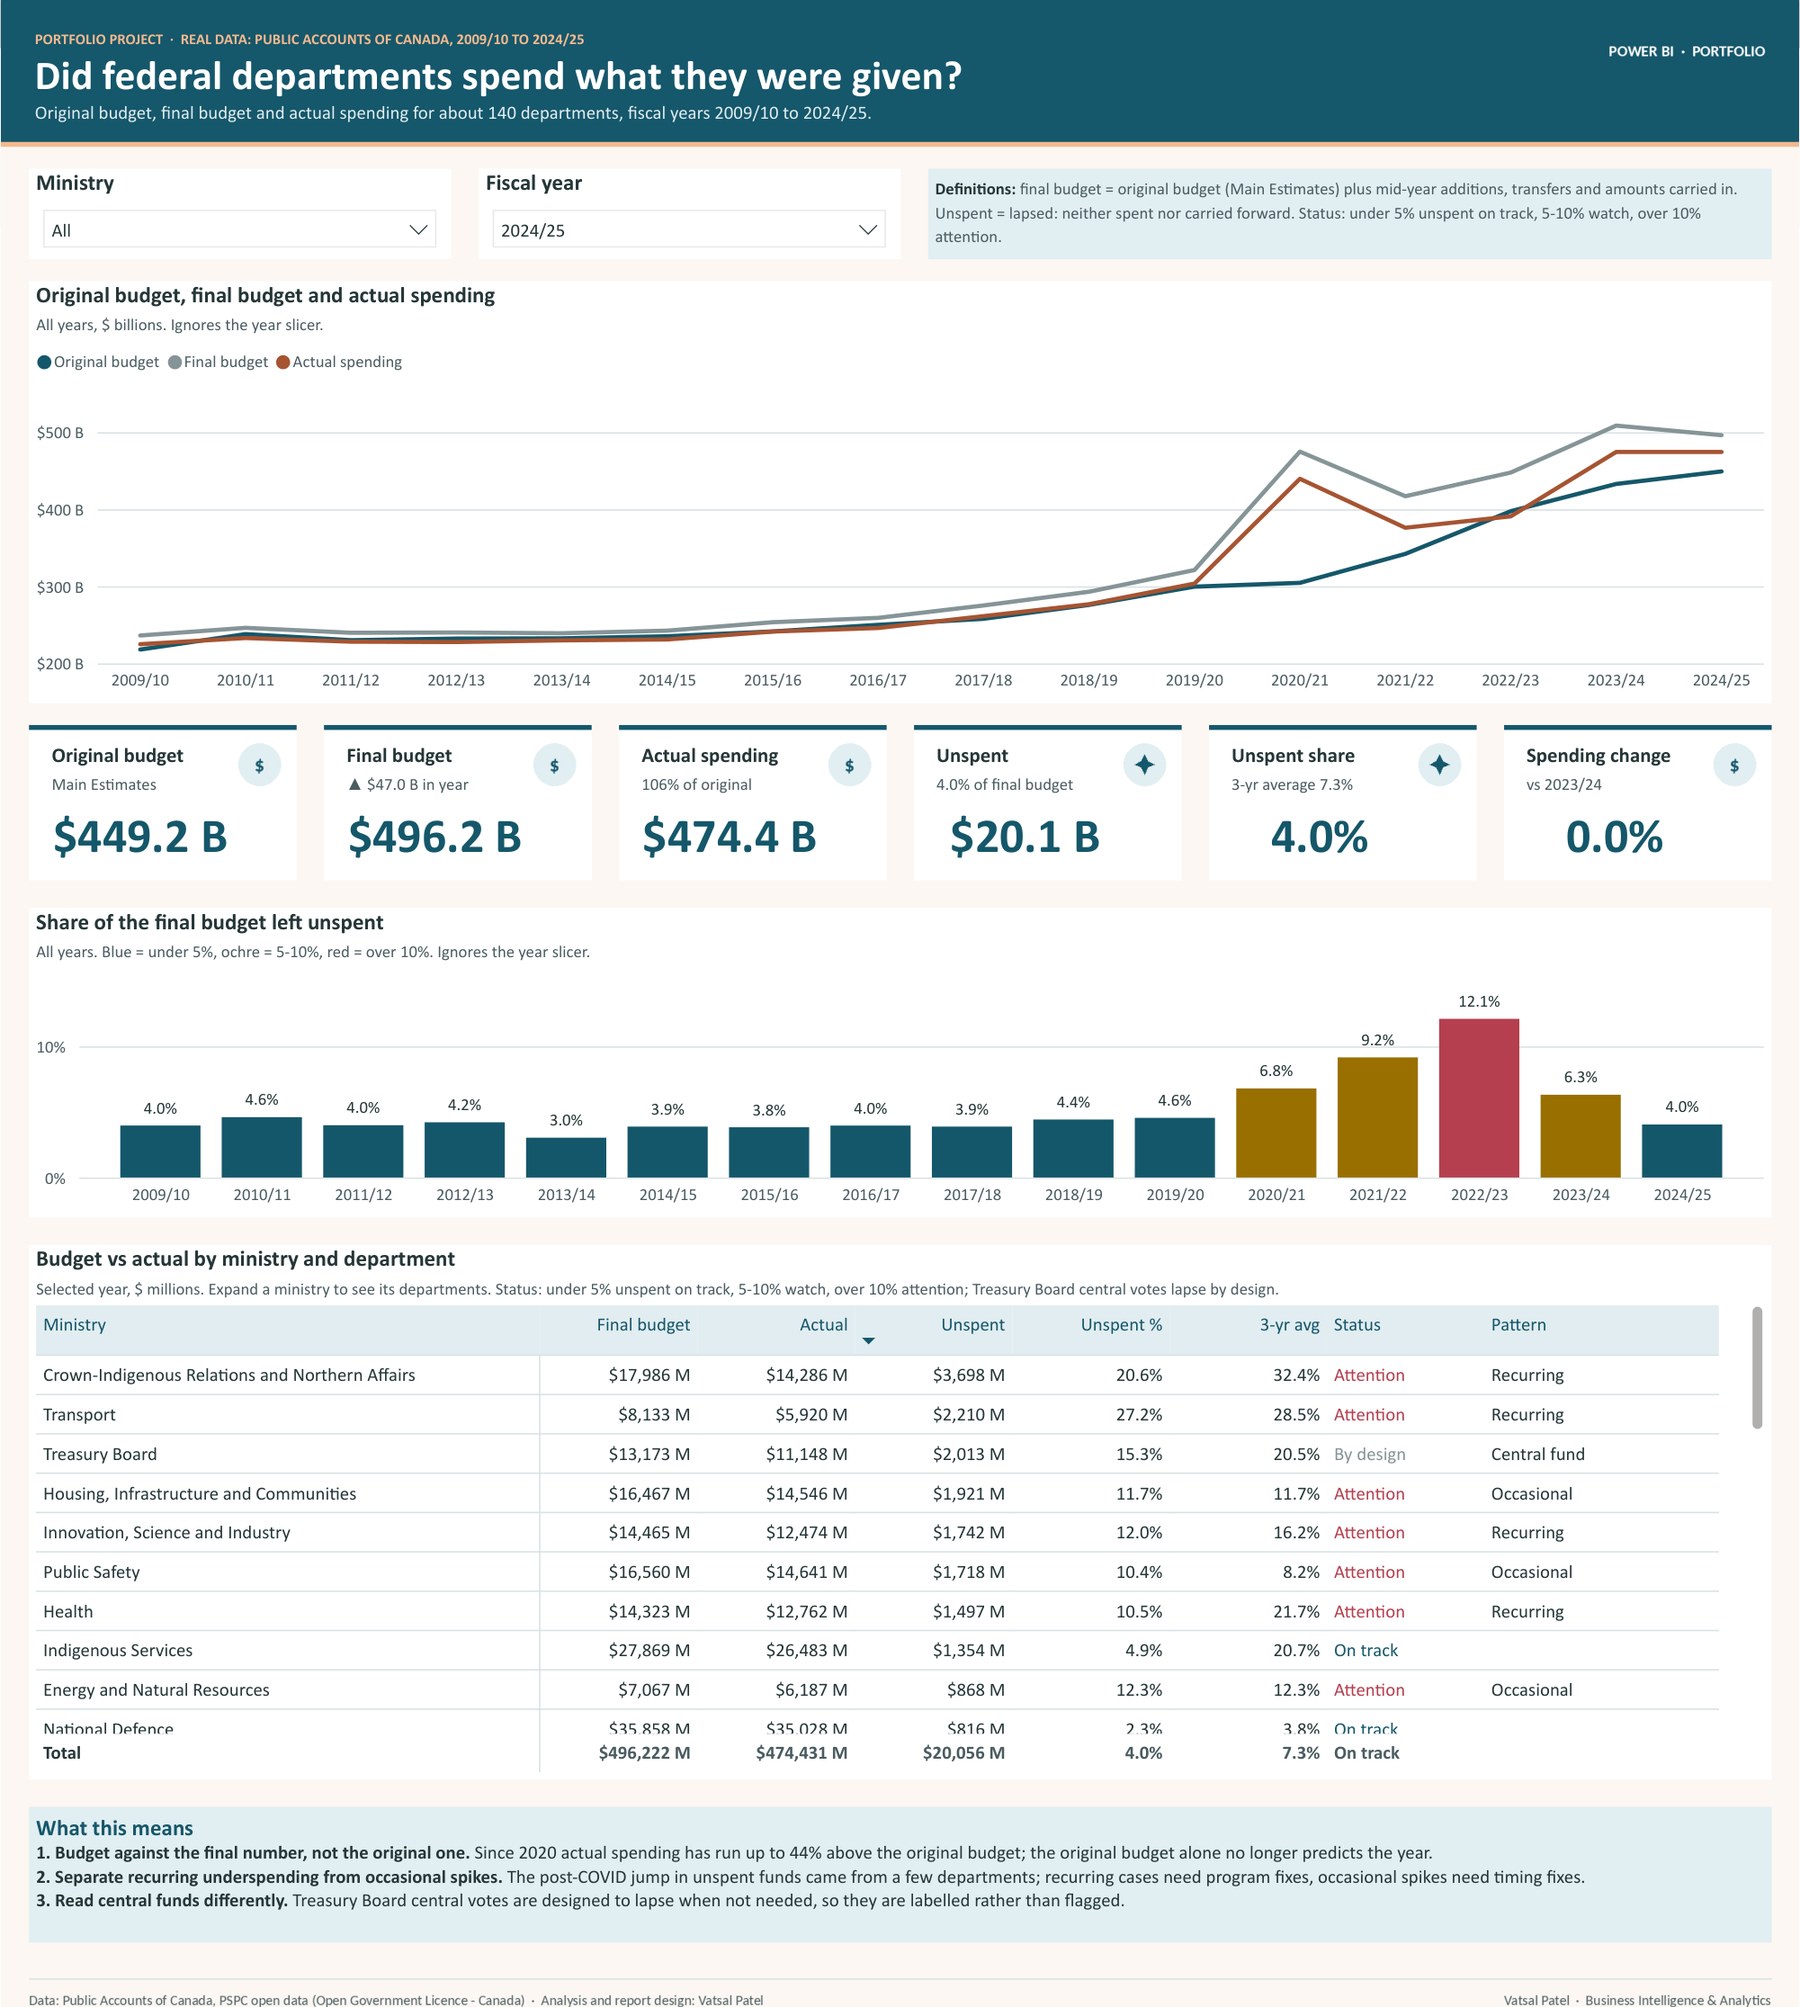 PORTFOLIO PROJECT · REAL DATA: PUBLIC ACCOUNTS OF CANADA, 2009/10 TO 2024/25
POWER BI · PORTFOLIO
Did federal departments spend what they were given?
Original budget, final budget and actual spending for about 140 departments, fiscal years 2009/10 to 2024/25.
Ministry
All
Fiscal year
2024/25
Definitions: final budget = original budget (Main Estimates) plus mid-year additions, transfers and amounts carried in.
Unspent = lapsed: neither spent nor carried forward. Status: under 5% unspent on track, 5-10% watch, over 10%
attention.
Original budget, final budget and actual spending
All years, $ billions. Ignores the year slicer.
Original budget Final budget Actual spending
$500 B
$400 B
$300 B
$200 B
2009/10 2010/11 2011/12 2012/13 2013/14 2014/15 2015/16 2016/17 2017/18 2018/19 2019/20 2020/21 2021/22 2022/23 2023/24 2024/25
Original budget
$
Main Estimates
$449.2 B
Final budget
$
▲ $47.0 B in year
$496.2 B
Actual spending
$
106% of original
$474.4 B
Unspent
4.0% of final budget
$20.1 B
Unspent share
3-yr average 7.3%
4.0%
Spending change
$
vs 2023/24
0.0%
Share of the final budget left unspent
All years. Blue = under 5%, ochre = 5-10%, red = over 10%. Ignores the year slicer.
10%
0%
4.0% 4.6% 4.0% 4.2% 3.0% 3.9% 3.8% 4.0% 3.9% 4.4% 4.6% 6.8% 9.2% 12.1% 6.3% 4.0%
2009/10 2010/11 2011/12 2012/13 2013/14 2014/15 2015/16 2016/17 2017/18 2018/19 2019/20 2020/21 2021/22 2022/23 2023/24 2024/25
Budget vs actual by ministry and department
Selected year, $ millions. Expand a ministry to see its departments. Status: under 5% unspent on track, 5-10% watch, over 10% attention; Treasury Board central votes lapse by design.
Ministry Final budget Actual Unspent Unspent % 3-yr avg Status Pattern
Crown-Indigenous Relations and Northern Affairs $17,986 M $14,286 M $3,698 M 20.6% 32.4% Attention Recurring
Transport $8,133 M $5,920 M $2,210 M 27.2% 28.5% Attention Recurring
Treasury Board $13,173 M $11,148 M $2,013 M 15.3% 20.5% By design Central fund
Housing, Infrastructure and Communities $16,467 M $14,546 M $1,921 M 11.7% 11.7% Attention Occasional
Innovation, Science and Industry $14,465 M $12,474 M $1,742 M 12.0% 16.2% Attention Recurring
Public Safety $16,560 M $14,641 M $1,718 M 10.4% 8.2% Attention Occasional
Health $14,323 M $12,762 M $1,497 M 10.5% 21.7% Attention Recurring
Indigenous Services $27,869 M $26,483 M $1,354 M 4.9% 20.7% On track
Energy and Natural Resources $7,067 M $6,187 M $868 M 12.3% 12.3% Attention Occasional
National Defence $35,858 M $35,028 M $816 M 2.3% 3.8% On track
Total $496,222 M $474,431 M $20,056 M 4.0% 7.3% On track
What this means
1. Budget against the final number, not the original one. Since 2020 actual spending has run up to 44% above the original budget; the original budget alone no longer predicts the year.
2. Separate recurring underspending from occasional spikes. The post-COVID jump in unspent funds came from a few departments; recurring cases need program fixes, occasional spikes need timing fixes.
3. Read central funds differently. Treasury Board central votes are designed to lapse when not needed, so they are labelled rather than flagged.
Data: Public Accounts of Canada, PSPC open data (Open Government Licence - Canada) · Analysis and report design: Vatsal Patel
Vatsal Patel · Business Intelligence & Analytics